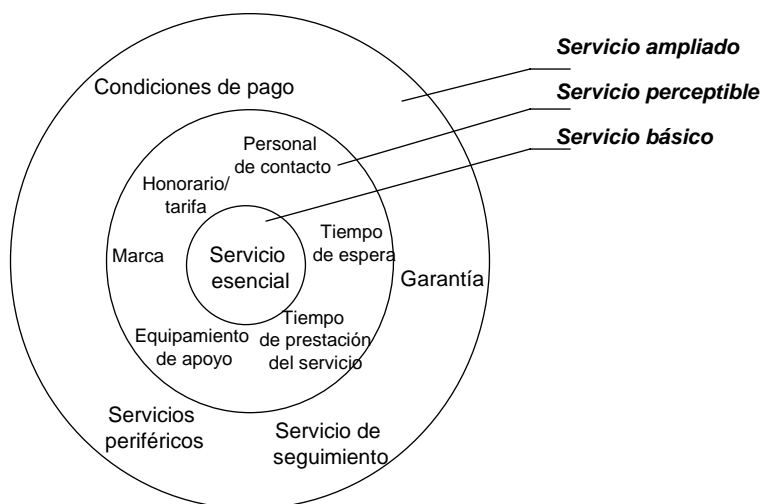 Servicio ampliado
Condiciones de pago
Servicio perceptible
Servicio básico
Personal
de contacto
Honorario/
tarifa
Tiempo
de espera
Marca
Servicio
esencial
Garantía
Equipamiento
de apoyo
Tiempo
de prestación
del servicio
Servicios
periféricos
Servicio de
seguimiento